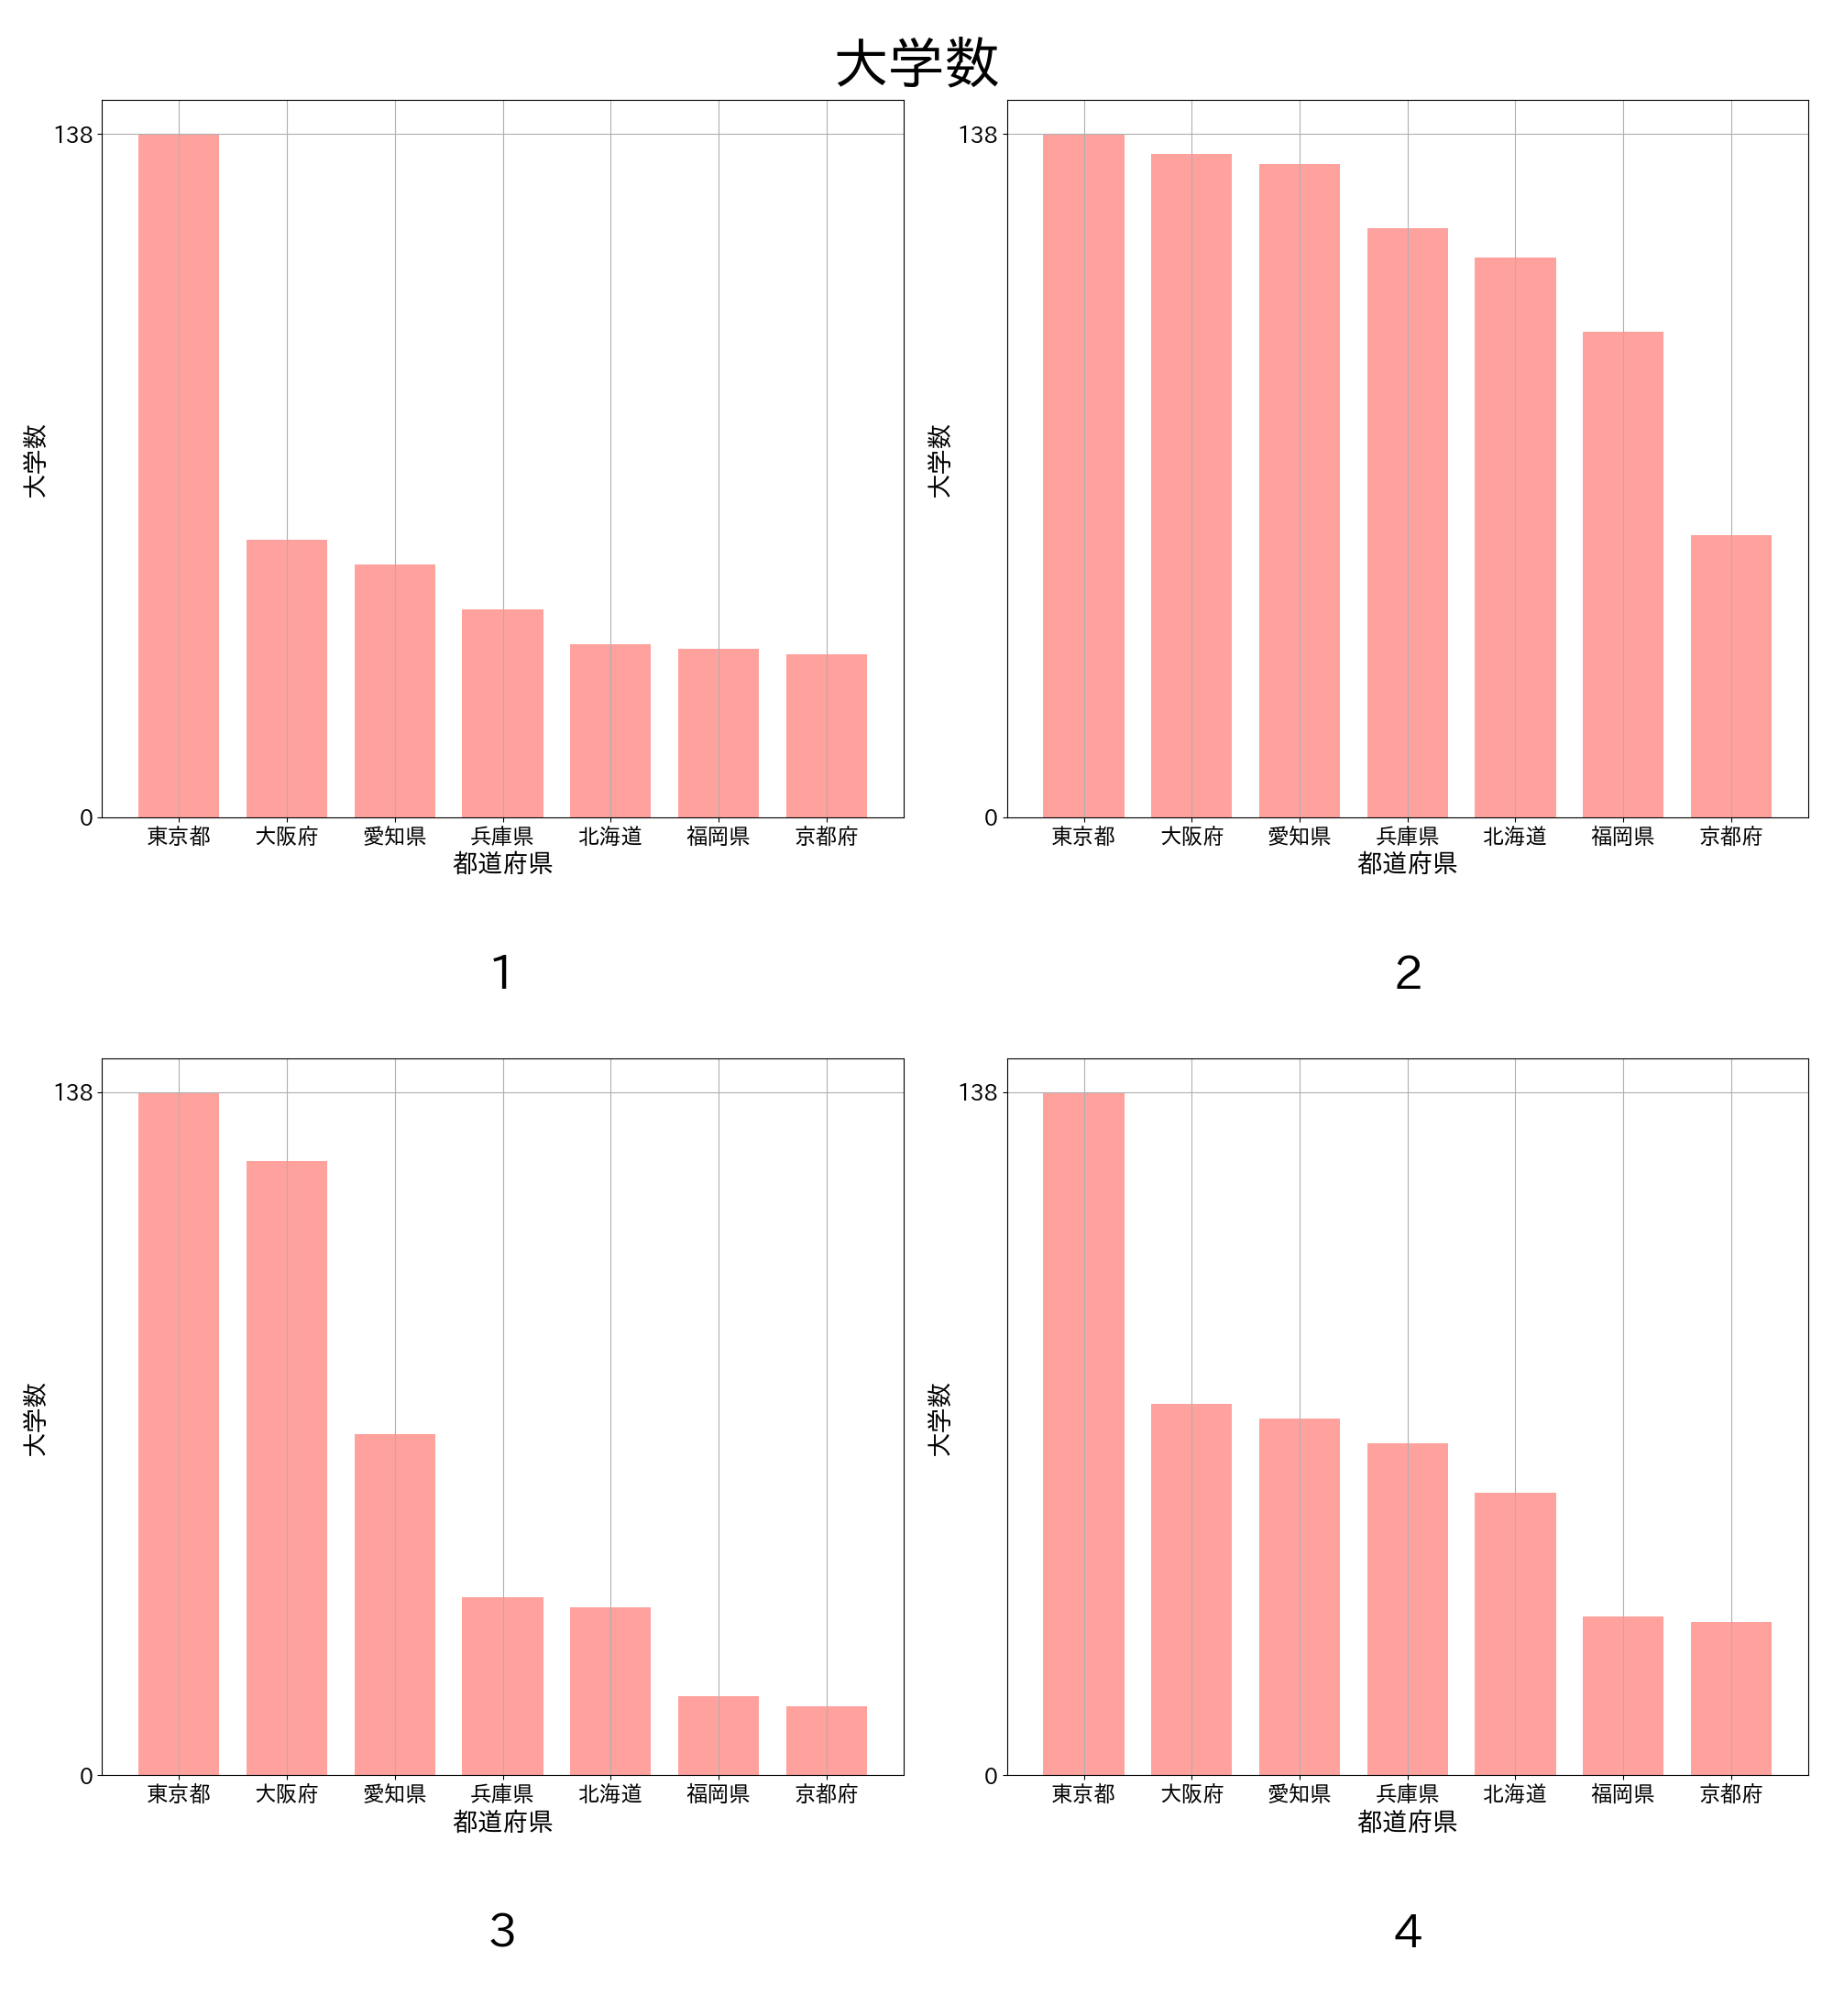 大学数
138
0
大学数
東京都 大阪府 愛知県 兵庫県 北海道 福岡県 京都府
都道府県
1
138
0
大学数
東京都 大阪府 愛知県 兵庫県 北海道 福岡県 京都府
都道府県
2
138
0
大学数
東京都 大阪府 愛知県 兵庫県 北海道 福岡県 京都府
都道府県
3
138
0
大学数
東京都 大阪府 愛知県 兵庫県 北海道 福岡県 京都府
都道府県
4